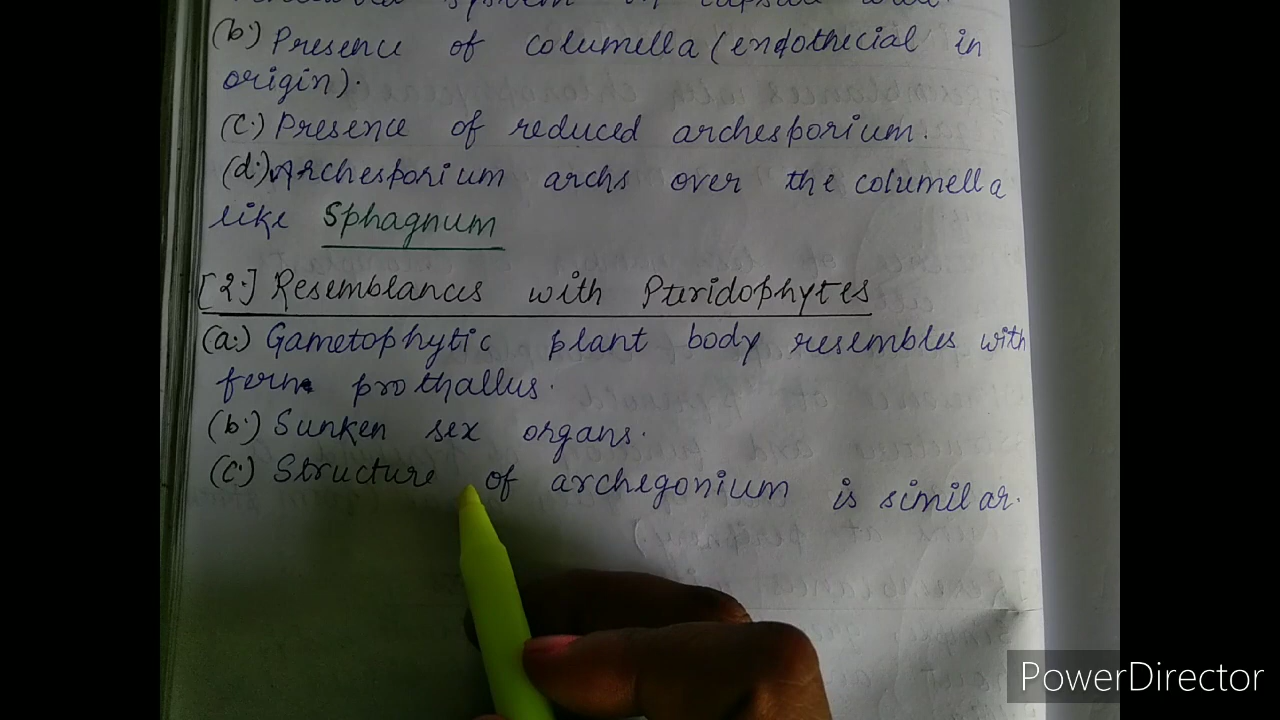 (b.) Presence of columella (endothecial in
origin).
(c.) Presence of reduced archesporium.
(d.) Archesporium archs over the columella
like Sphagnum
[2.] Resemblances with Pteridophytes
(a.) Gametophytic plant body resembles with
fern prothallus.
(b.) Sunken sex organs.
(c.) Structure of archegonium is similar.
PowerDirector